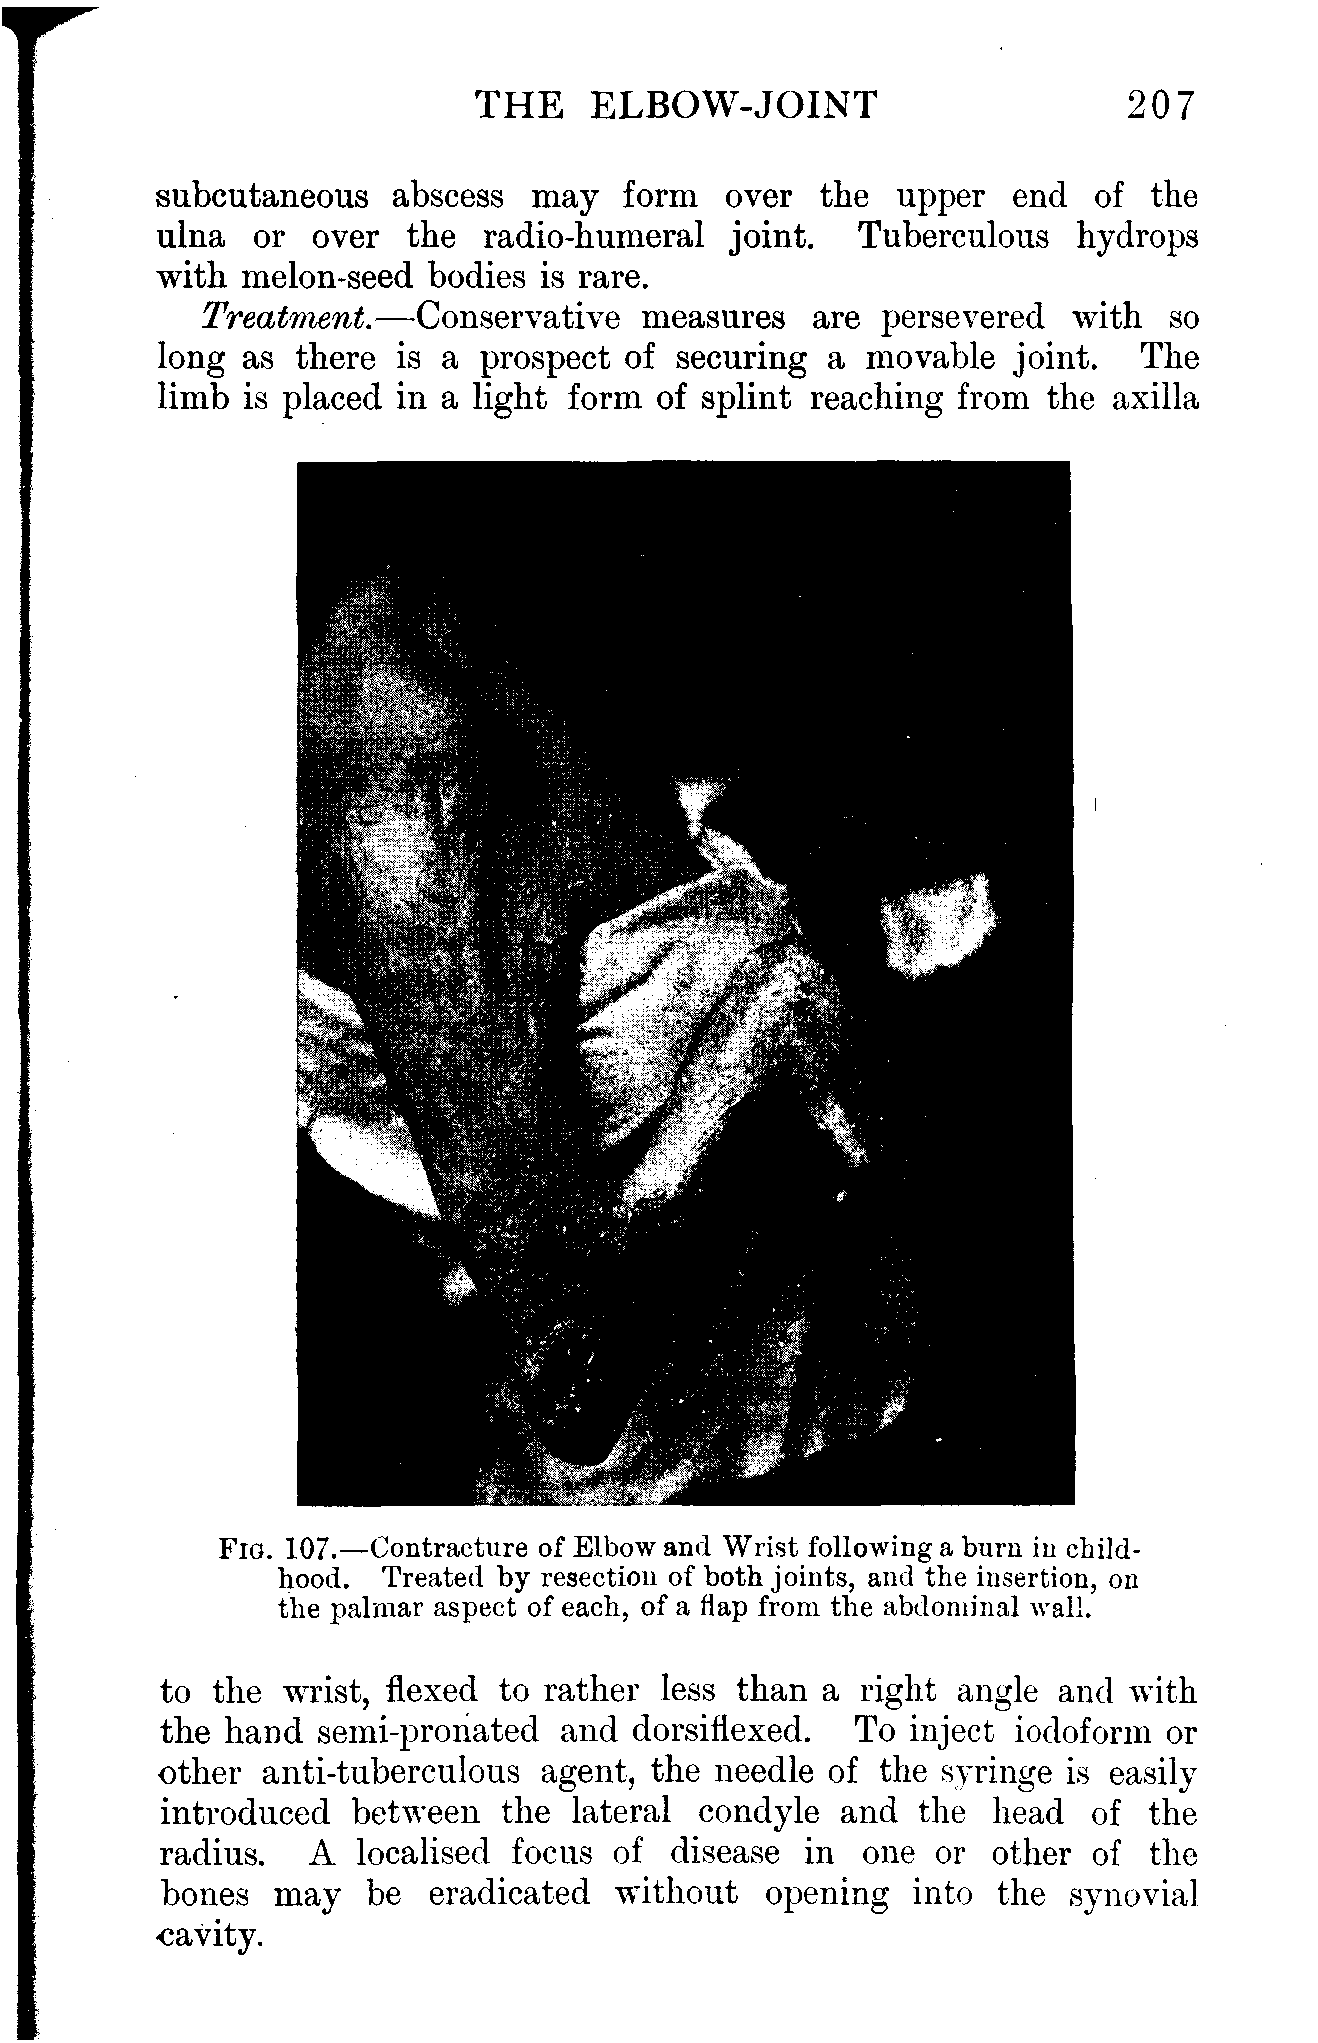 THE ELBOW-JOINT 207
subcutaneous abscess may form over the upper end of the
ulna or over the radio-humeral joint. Tuberculous hydrops
with melon-seed bodies is rare.
Treatment.—Conservative measures are persevered with so
long as there is a prospect of securing a movable joint. The
limb is placed in a light form of splint reaching from the axilla
FIG. 107.—Contracture of Elbow and Wrist following a burn in child-
hood. Treated by resection of both joints, and the insertion, on
the palmar aspect of each, of a flap from the abdominal wall.
to the wrist, flexed to rather less than a right angle and with
the hand semi-pronated and dorsiflexed. To inject iodoform or
other anti-tuberculous agent, the needle of the syringe is easily
introduced between the lateral condyle and the head of the
radius. A localised focus of disease in one or other of the
bones may be eradicated without opening into the synovial
cavity.